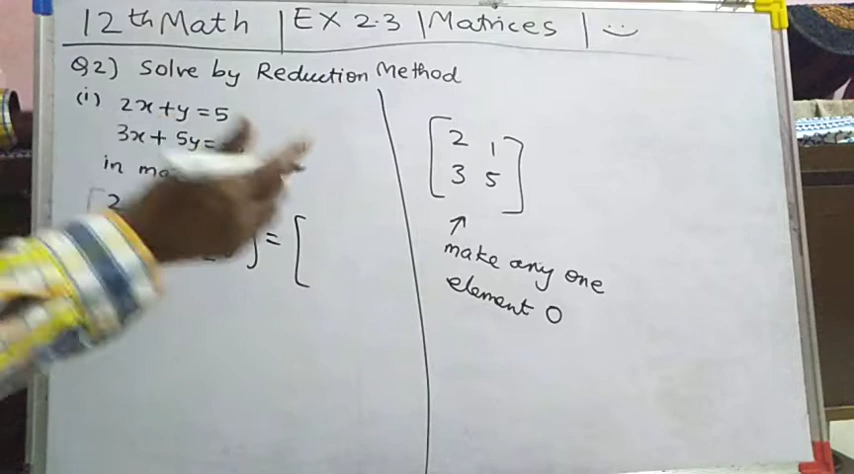 12th Math | EX 2.3 | Matrices | :)
Q2) Solve by Reduction Method
(i) 2x + y = 5
3x + 5y =
in
[2
] = [
[2 1
3 5]
↑
make any one
element 0